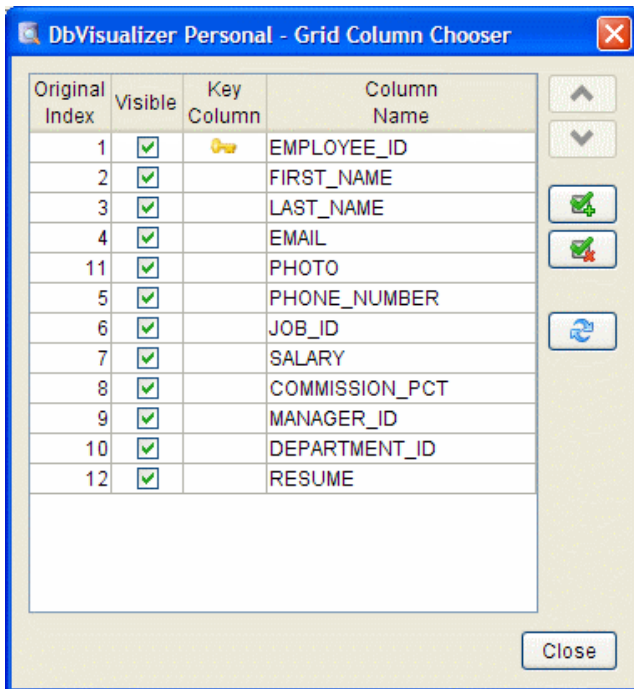 DbVisualizer Personal - Grid Column Chooser
Original Index Visible Key Column Column Name
1 EMPLOYEE_ID
2 FIRST_NAME
3 LAST_NAME
4 EMAIL
11 PHOTO
5 PHONE_NUMBER
6 JOB_ID
7 SALARY
8 COMMISSION_PCT
9 MANAGER_ID
10 DEPARTMENT_ID
12 RESUME
Close